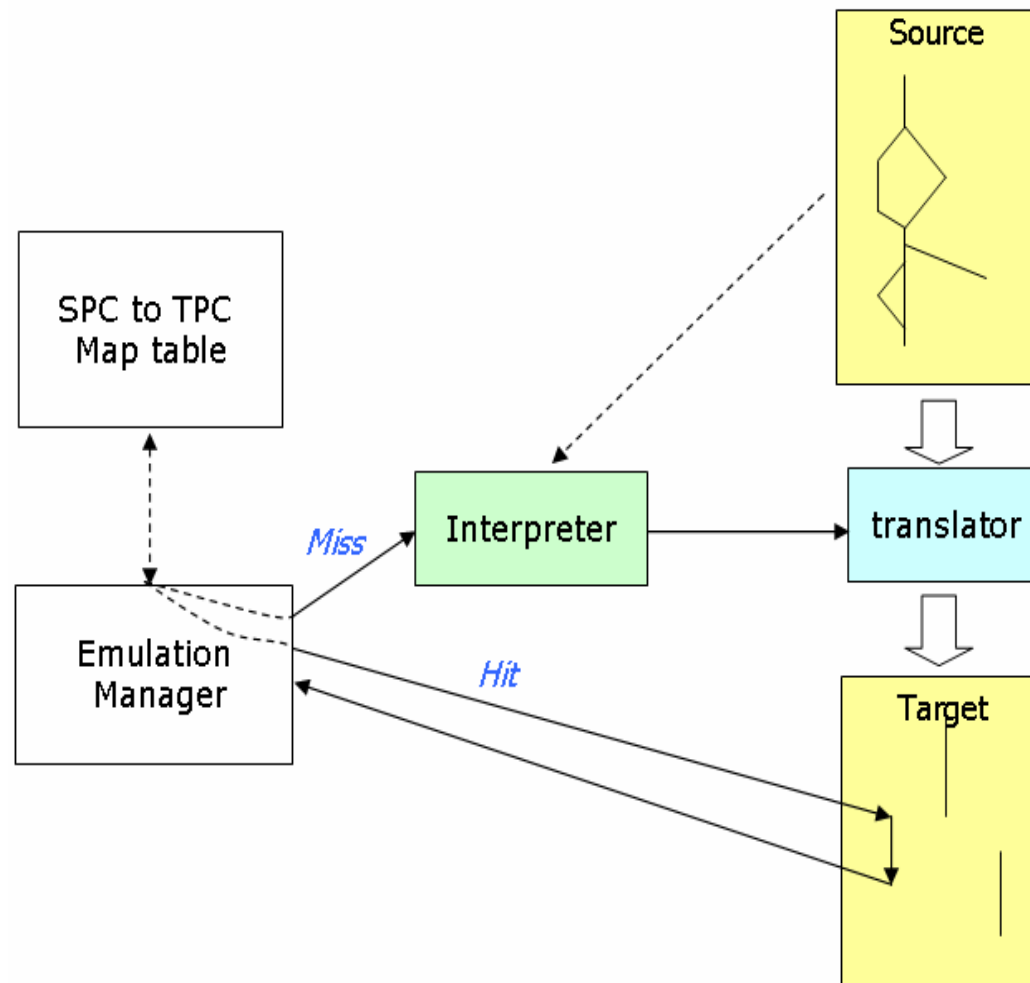 Source
SPC to TPC
Map table
Interpreter
translator
Miss
Emulation
Manager
Hit
Target